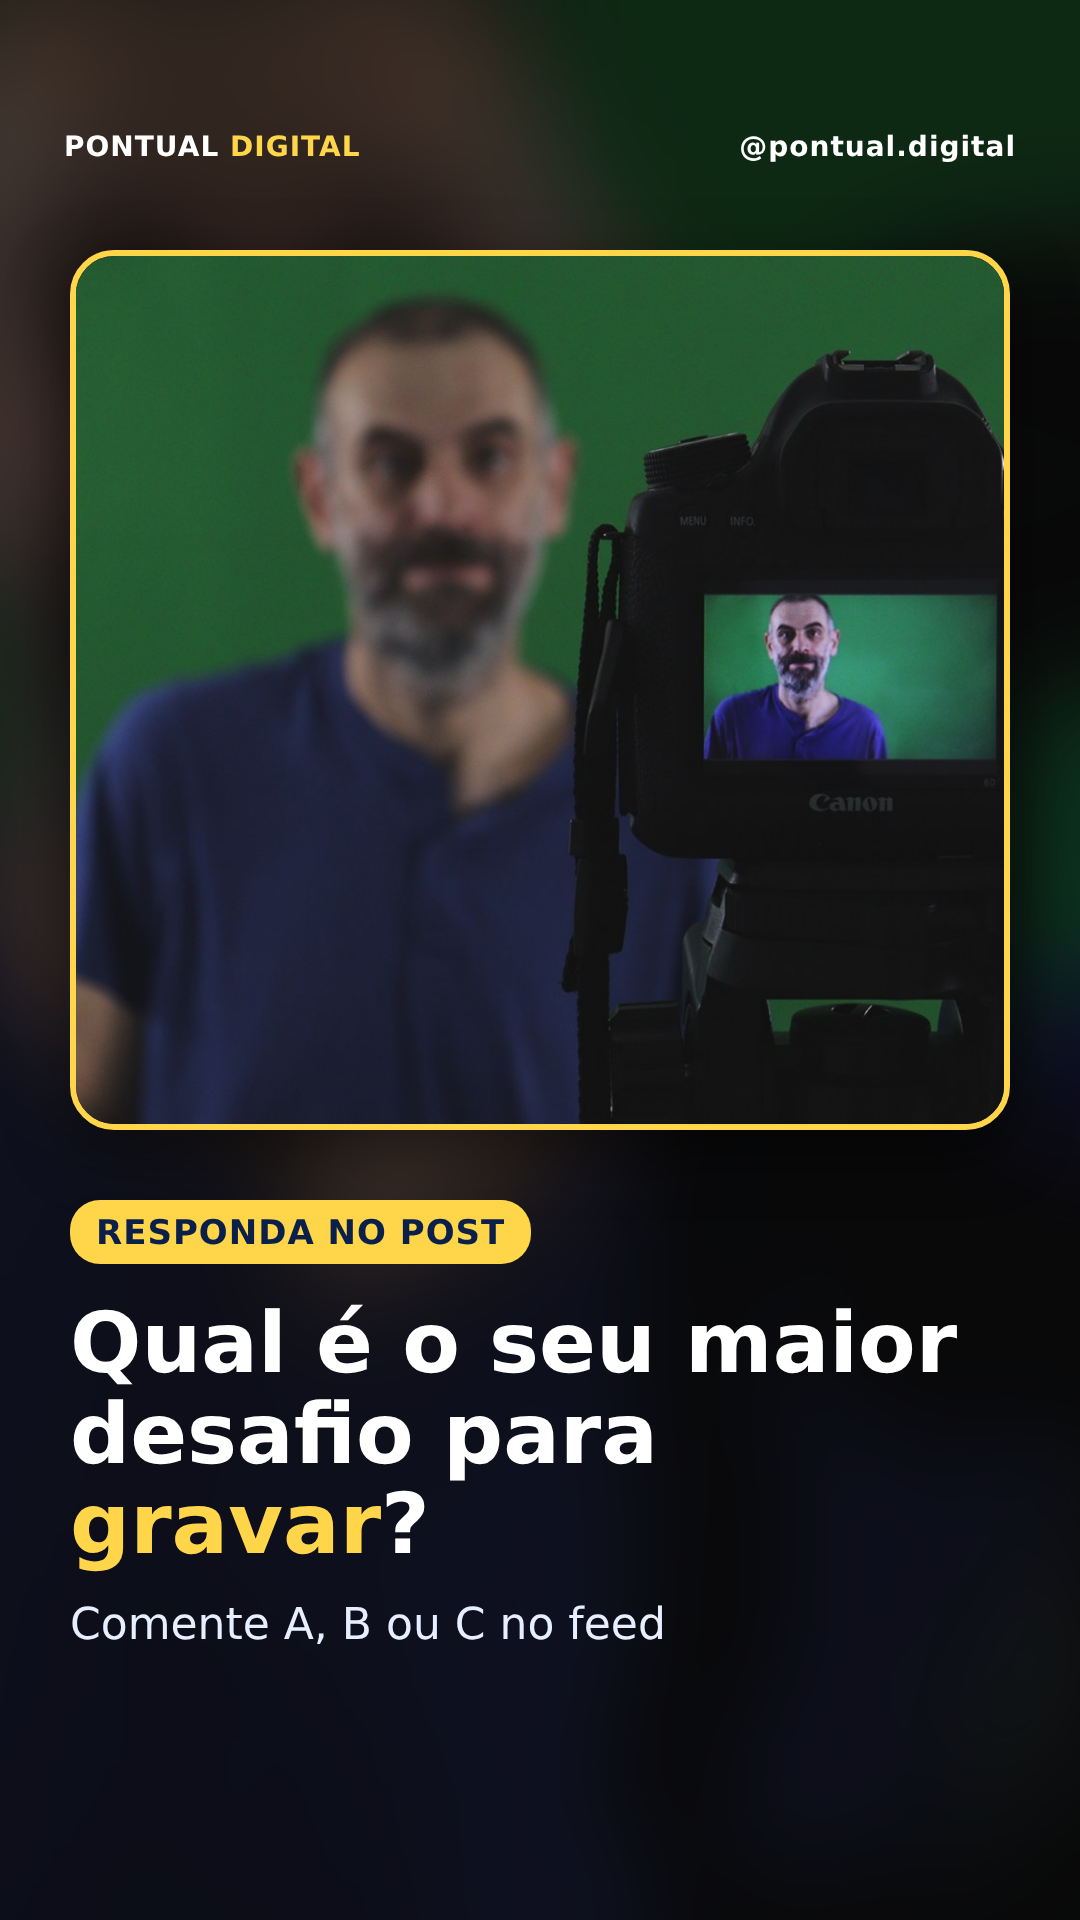 PONTUAL DIGITAL
@pontual.digital
MENU INFO.
Canon
RESPONDA NO POST
Qual é o seu maior
desafio para
gravar?
Comente A, B ou C no feed